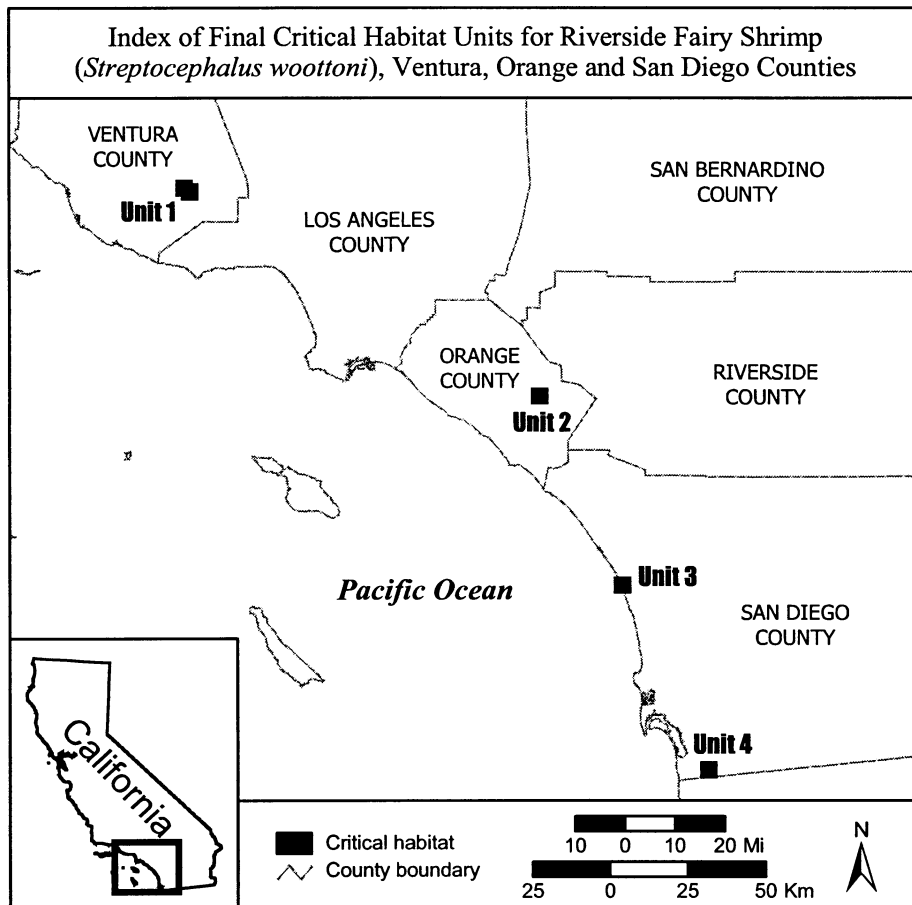 Index of Final Critical Habitat Units for Riverside Fairy Shrimp
(Streptocephalus woottoni), Ventura, Orange and San Diego Counties
VENTURA
COUNTY
Unit 1
LOS ANGELES
COUNTY
SAN BERNARDINO
COUNTY
ORANGE
COUNTY
Unit 2
RIVERSIDE
COUNTY
Pacific Ocean
Unit 3
SAN DIEGO
COUNTY
Unit 4
California
Critical habitat
County boundary
10 0 10 20 Mi
25 0 25 50 Km
N